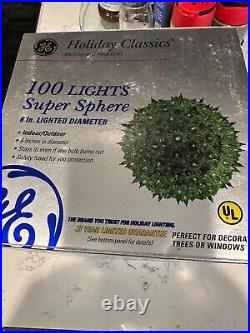 GE
Holiday Classics®
100 LIGHTS
Super Sphere
6 in. LIGHTED DIAMETER
• Indoor/Outdoor
• 6 inches in diameter
• Stays lit even if one bulb burns out
• Safety fused for you protection
UL
THE BRAND YOU TRUST FOR HOLIDAY LIGHTING.
3 YEAR LIMITED GUARANTEE
(See bottom panel for details)
PERFECT FOR DECORA
TREES OR WINDOWS